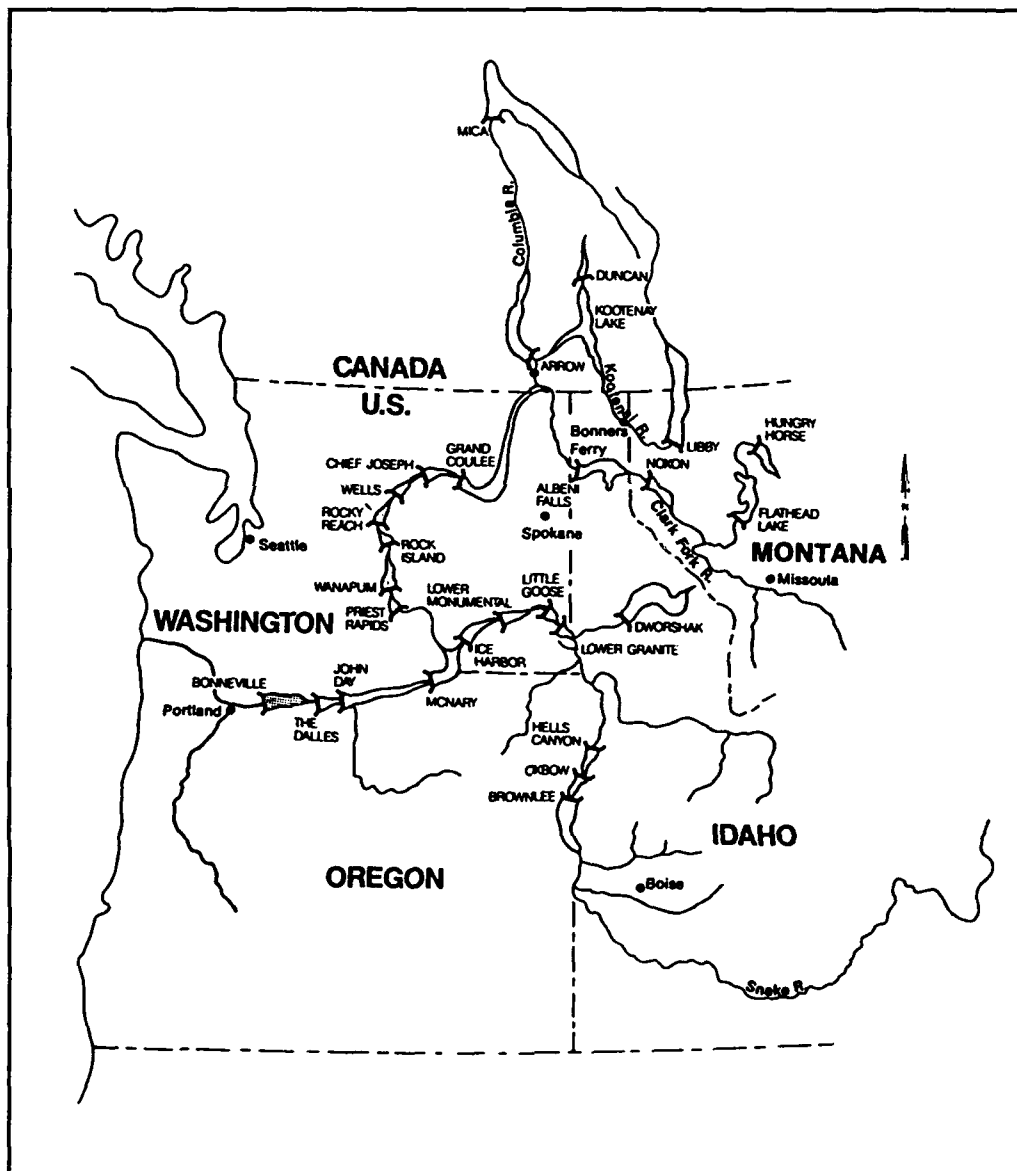 MICA
Columbia R.
DUNCAN
KOOTENAY
LAKE
CANADA
ARROW
U.S.
Kootenai R.
HUNGRY
HORSE
Bonners
Ferry
LIBBY
GRAND
COULEE
CHIEF JOSEPH
NOXON
WELLS
ALBENI
FALLS
FLATHEAD
LAKE
ROCKY
REACH
Spokane
Clark Fork R.
Seattle
ROCK
ISLAND
MONTANA
Missoula
WANAPUM
LOWER
MONUMENTAL
LITTLE
GOOSE
PRIEST
RAPIDS
WASHINGTON
DWORSHAK
ICE
HARBOR
LOWER GRANITE
JOHN
DAY
BONNEVILLE
MCNARY
Portland
THE
DALLES
HELLS
CANYON
OXBOW
BROWNLEE
IDAHO
OREGON
Boise
Snake R.